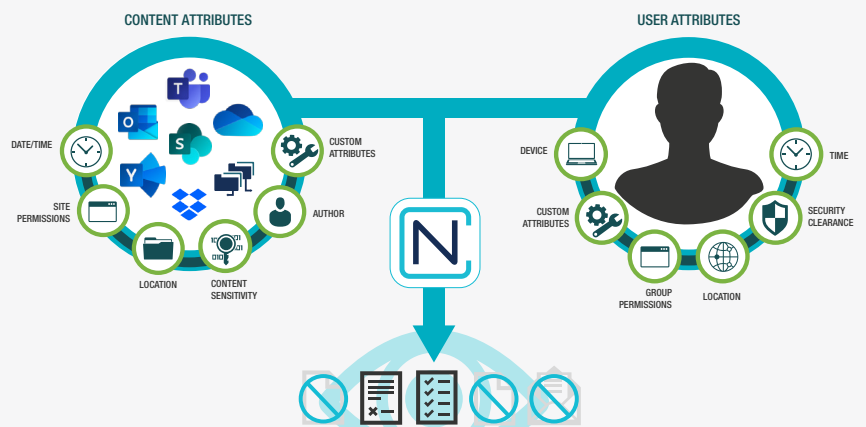 CONTENT ATTRIBUTES
USER ATTRIBUTES
T
O
S
Y
N
DATE/TIME
SITE
PERMISSIONS
LOCATION
CONTENT
SENSITIVITY
AUTHOR
CUSTOM
ATTRIBUTES
DEVICE
CUSTOM
ATTRIBUTES
GROUP
PERMISSIONS
LOCATION
SECURITY
CLEARANCE
TIME